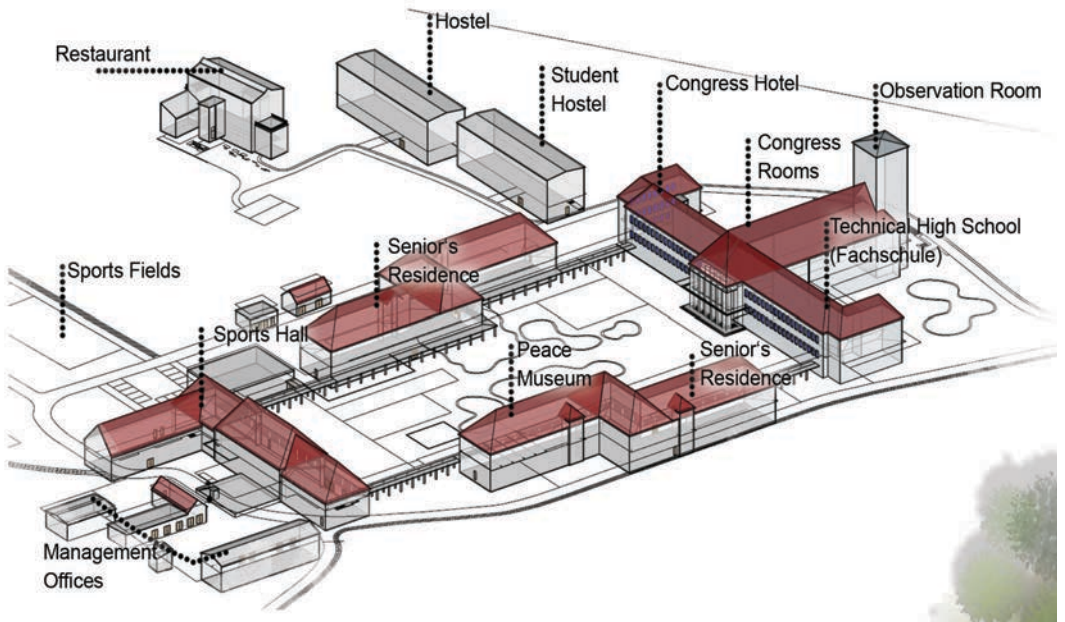 Hostel
Restaurant
Student
Hostel
Congress Hotel
Observation Room
Congress
Rooms
Technical High School
(Fachschule)
Senior's
Residence
Sports Fields
Sports Hall
Peace
Museum
Senior's
Residencer
Management
Offices